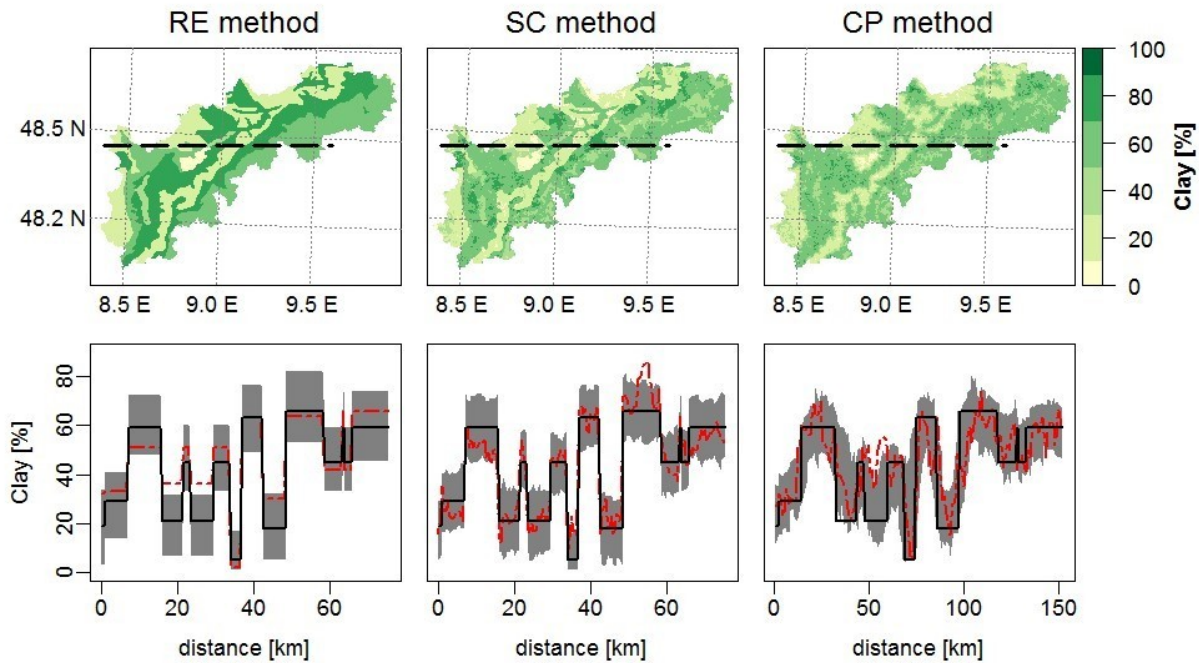 RE method SC method CP method
48.5 N
48.2 N
8.5 E 9.0 E 9.5 E 8.5 E 9.0 E 9.5 E 8.5 E 9.0 E 9.5 E
100
80
60
40
20
0
Clay [%]
Clay [%]
80
60
40
20
0
0 20 40 60 0 20 40 60 0 50 100 150
distance [km] distance [km] distance [km]